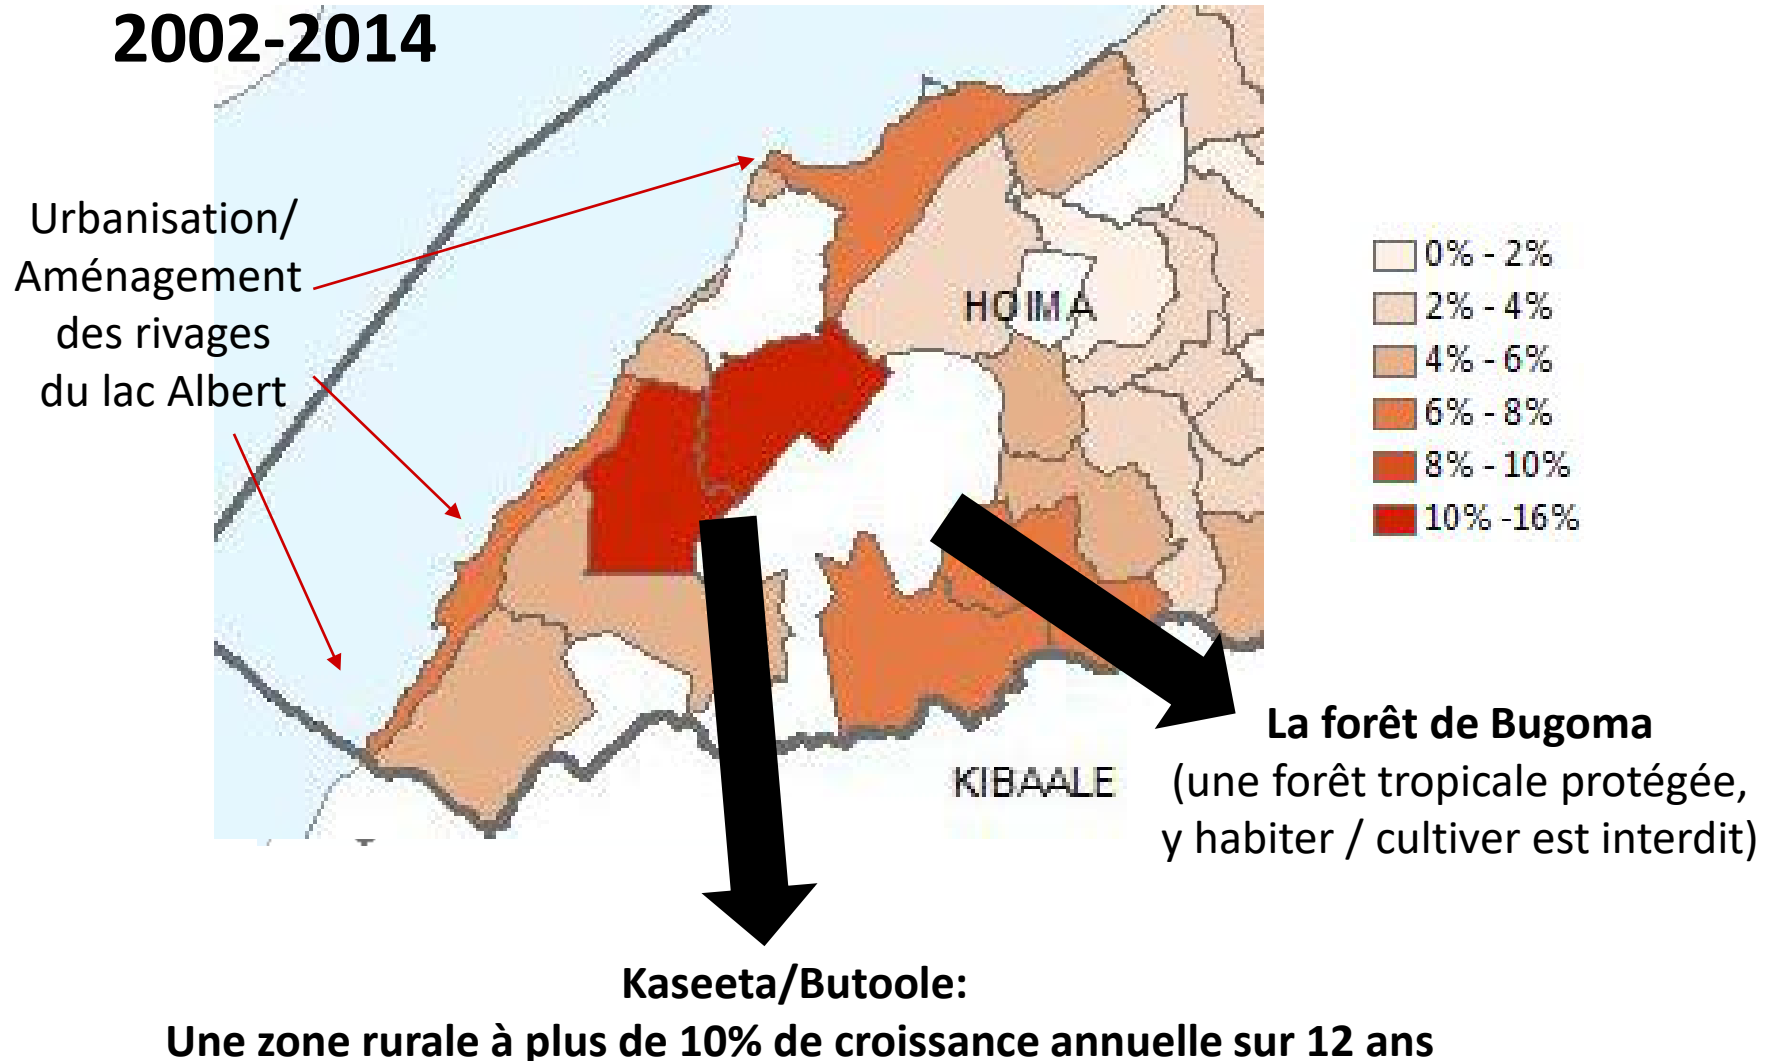 2002-2014
Urbanisation/
Aménagement
des rivages
du lac Albert
HOIMA
KIBAALE
0% - 2%
2% - 4%
4% - 6%
6% - 8%
8% - 10%
10% -16%
La forêt de Bugoma
(une forêt tropicale protégée,
y habiter / cultiver est interdit)
Kaseeta/Butoole:
Une zone rurale à plus de 10% de croissance annuelle sur 12 ans